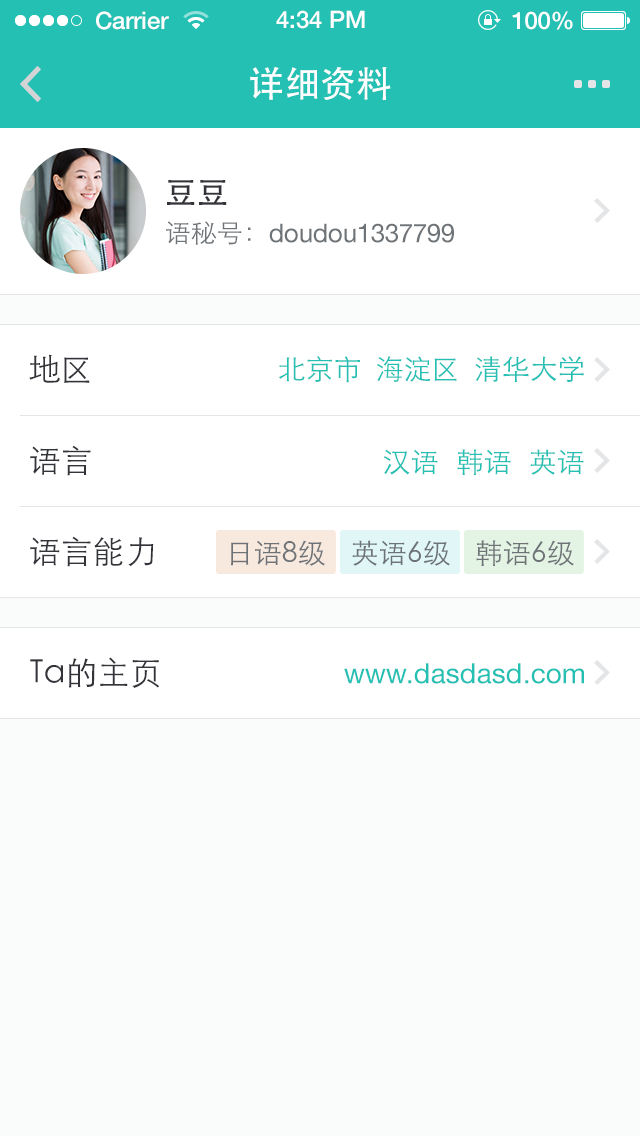 Carrier 4:34 PM 100%
详细资料
豆豆
语秘号：doudou1337799
地区 北京市 海淀区 清华大学
语言 汉语 韩语 英语
语言能力 日语8级 英语6级 韩语6级
Ta的主页 www.dasdasd.com